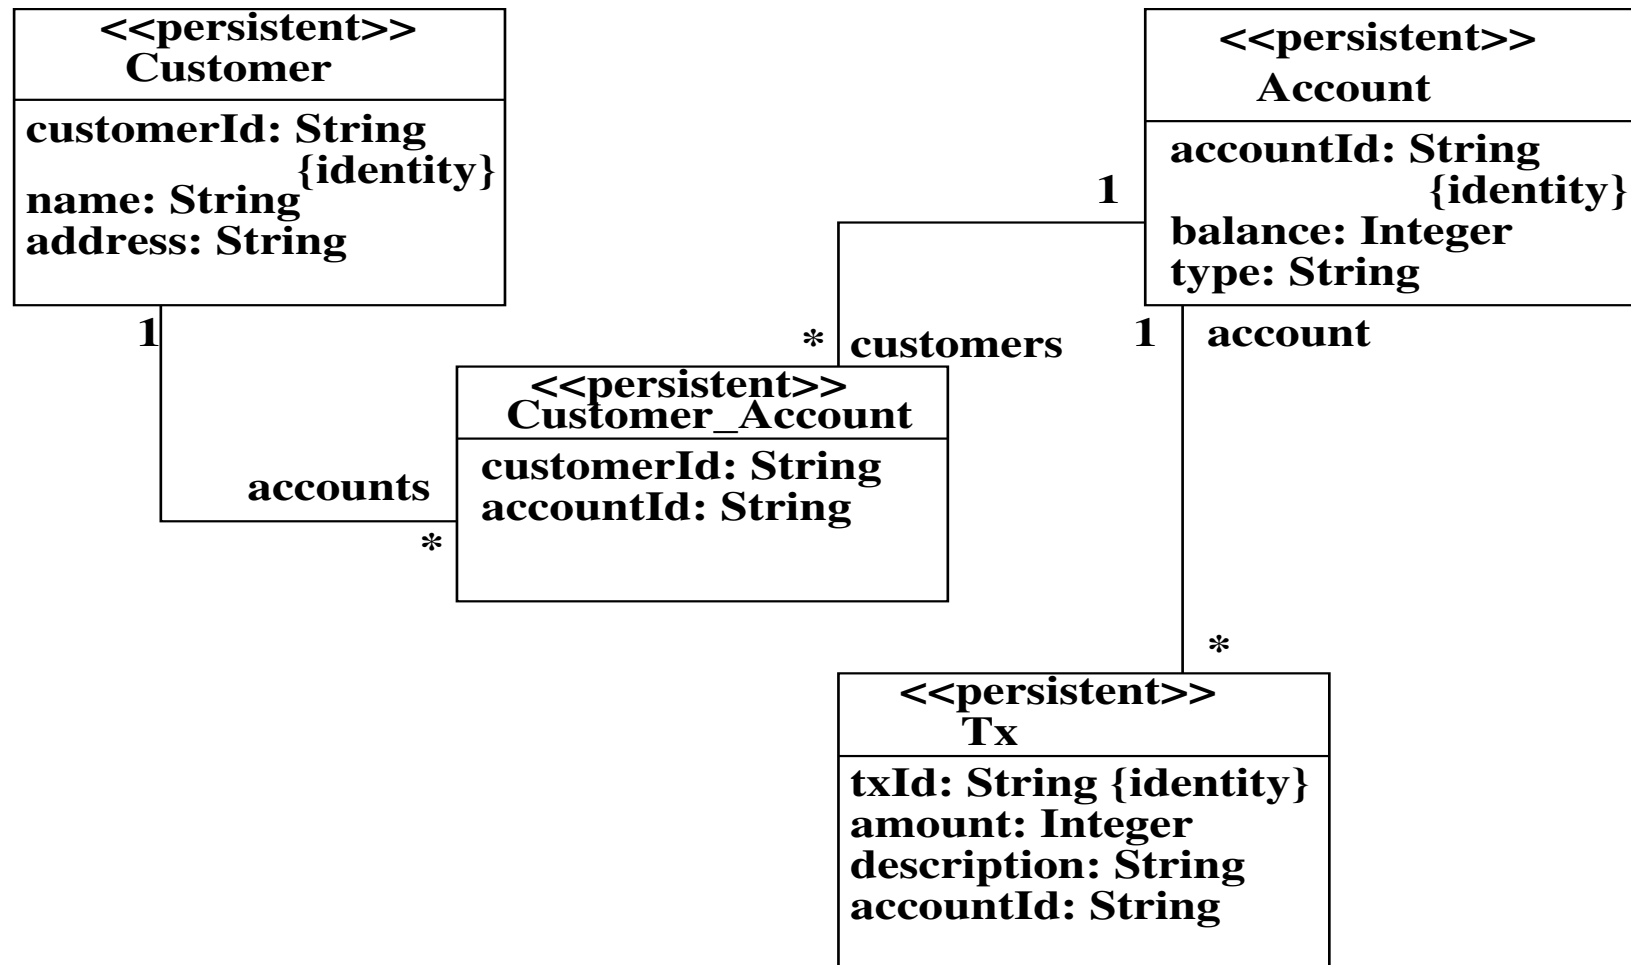 <<persistent>>
Customer
customerId: String
{identity}
name: String
address: String
1
accounts
*
<<persistent>>
Account
accountId: String
{identity}
balance: Integer
type: String
1
* customers
1 account
<<persistent>>
Customer_Account
customerId: String
accountId: String
*
<<persistent>>
Tx
txId: String {identity}
amount: Integer
description: String
accountId: String